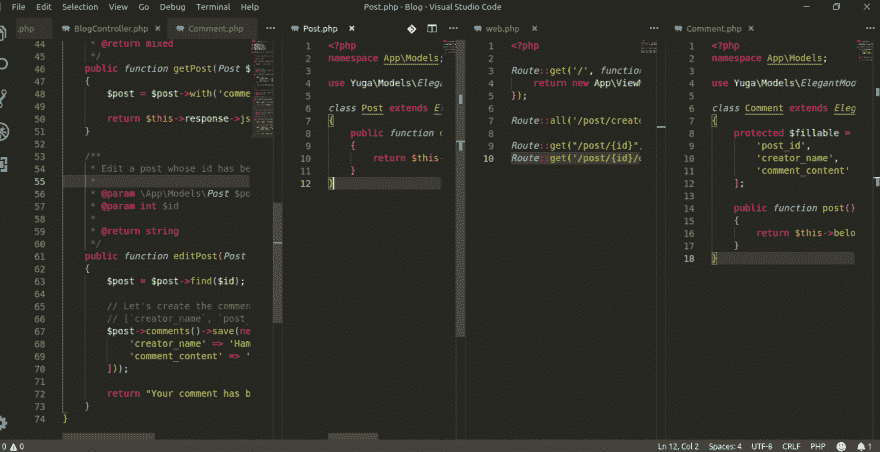 File Edit Selection View Go Debug Terminal Help
Post.php - Blog - Visual Studio Code
.php BlogController.php × Comment.php ...
44 * @return mixed
45 */
46 public function getPost(Post $
47 {
48 $post = $post->with('comme
49
50 return $this->response->js
51 }
52
53 /**
54 * Edit a post whose id has be
55 *
56 * @param \App\Models\Post $po
57 * @param int $id
58 *
59 * @return string
60 */
61 public function editPost(Post
62 {
63 $post = $post->find($id);
64
65 // Let's create the comme
66 // [`creator_name`, `post_
67 $post->comments()->save(ne
68 'creator_name' => 'Ham
69 'comment_content' => '
70 ]));
71
72 return "Your comment has b
73 }
74 }
Post.php × ...
1 <?php
2 namespace App\Models;
3
4 use Yuga\Models\Elegan
5
6 class Post extends El
7 {
8 public function c
9 {
10 return $this-
11 }
12 }
web.php × ...
1 <?php
2
3 Route::get('/', functio
4 return new App\ViewM
5 });
6
7 Route::all('/post/create
8
9 Route::get("/post/{id}"
10 Route::get('/post/{id}/
Comment.php × ...
1 <?php
2 namespace App\Models;
3
4 use Yuga\Models\ElegantMod
5
6 class Comment extends Eleg
7 {
8 protected $fillable =
9 'post_id',
10 'creator_name',
11 'comment_content'
12 ];
13
14 public function post()
15 {
16 return $this->belo
17 }
18 }
0 0
Ln 12, Col 2 Spaces: 4 UTF-8 CRLF PHP 1